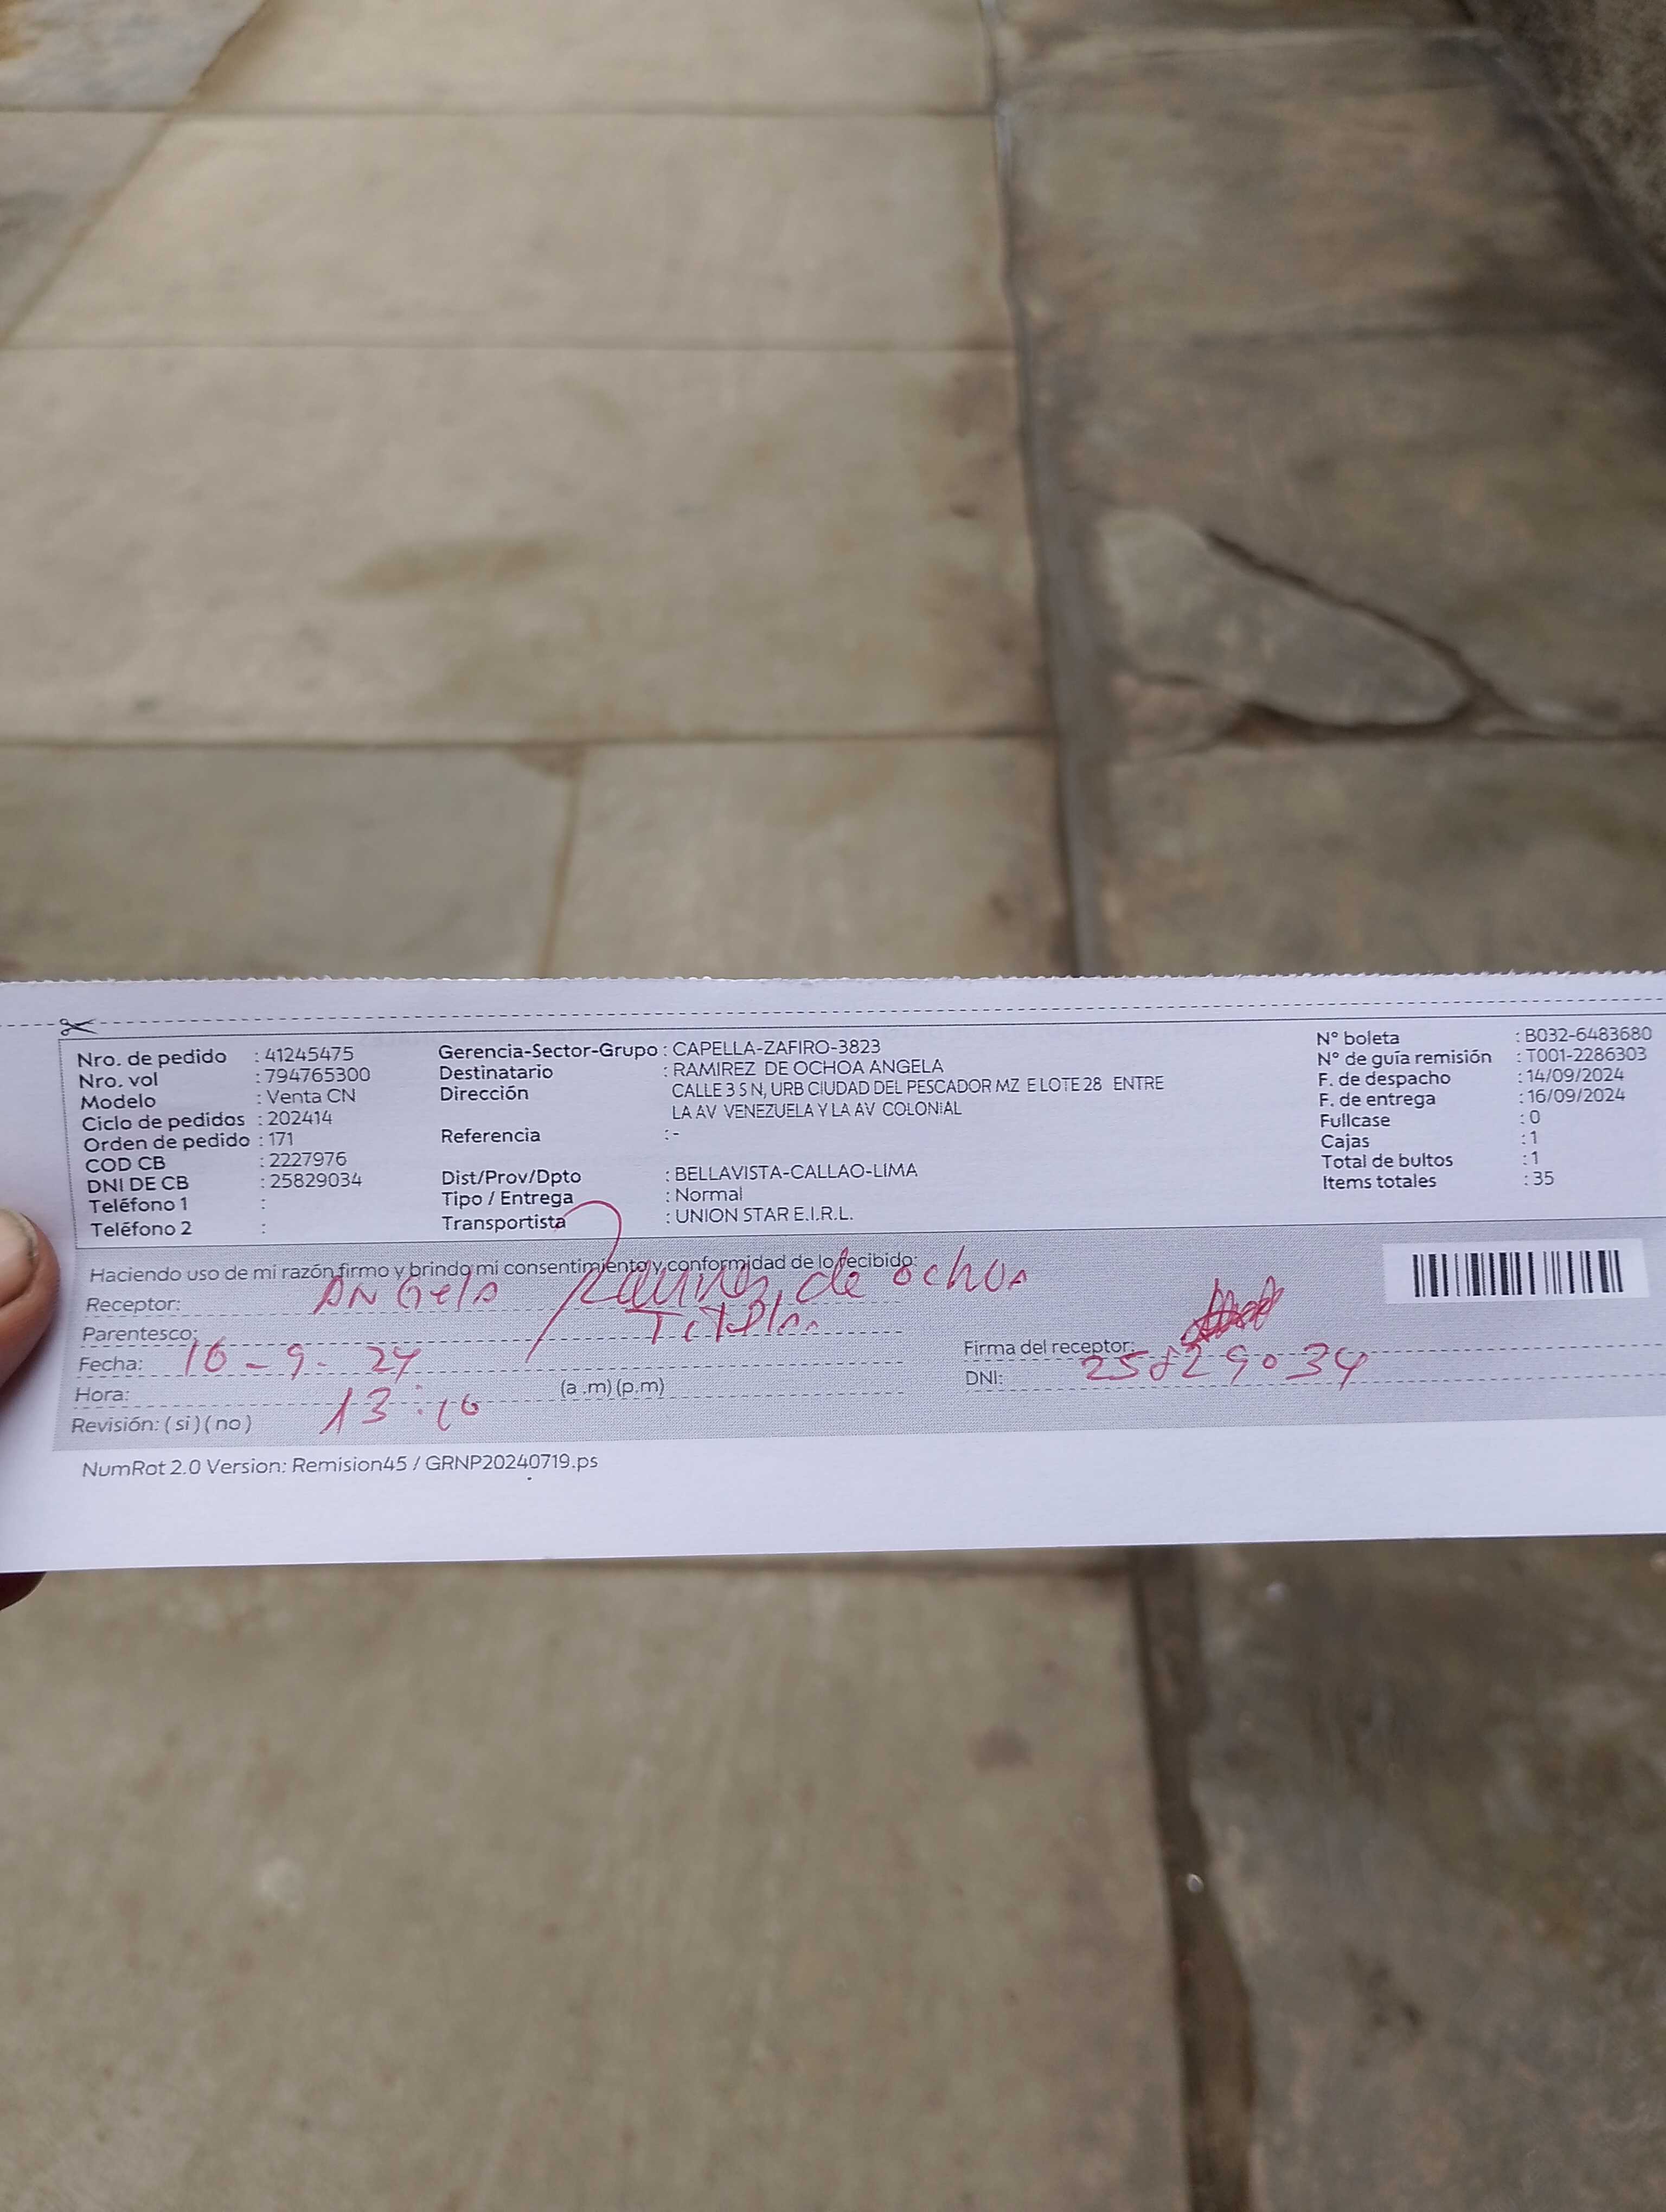 Nro. de pedido : 41245475
Nro. vol : 794765300
Modelo : Venta CN
Ciclo de pedidos : 202414
Orden de pedido : 171
COD CB : 2227976
DNI DE CB : 25829034
Teléfono 1 :
Teléfono 2 :
Gerencia-Sector-Grupo : CAPELLA-ZAFIRO-3823
Destinatario : RAMIREZ DE OCHOA ANGELA
Dirección CALLE 3 S N, URB CIUDAD DEL PESCADOR MZ E LOTE 28 ENTRE
LA AV VENEZUELA Y LA AV COLONIAL
Referencia : -
Dist/Prov/Dpto : BELLAVISTA-CALLAO-LIMA
Tipo / Entrega : Normal
Transportista : UNION STAR E.I.R.L.
N° boleta : B032-6483680
N° de guía remisión : T001-2286303
F. de despacho : 14/09/2024
F. de entrega : 16/09/2024
Fullcase : 0
Cajas : 1
Total de bultos : 1
Items totales : 35
Haciendo uso de mi razón firmo y brindo mi consentimiento y conformidad de lo recibido:
Receptor: ANGela Ramirez de ochoa
Parentesco: Titular
Fecha: 16-9-24
Hora: 13:10 (a .m) (p.m)
Revisión: ( si ) ( no )
Firma del receptor:
DNI: 25829034
NumRot 2.0 Version: Remision45 / GRNP20240719.ps